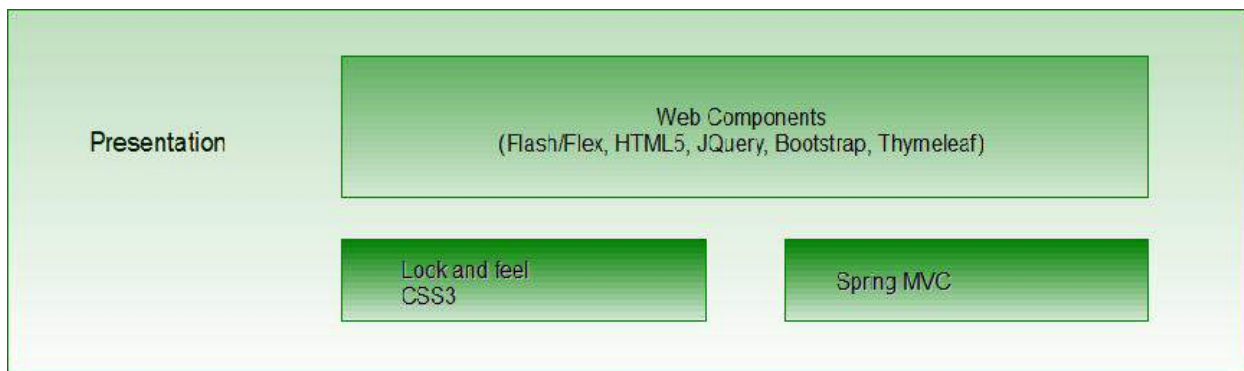 Presentation
Web Components
(Flash/Flex, HTML5, JQuery, Bootstrap, Thymeleaf)
Lock and feel
CSS3
Spring MVC